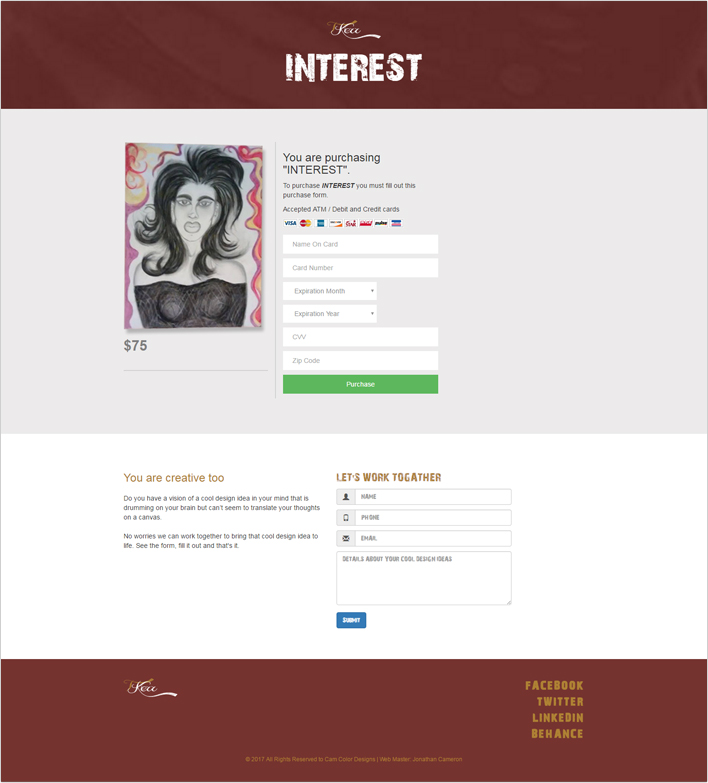 Kea
INTEREST
You are purchasing
"INTEREST".
To purchase INTEREST you must fill out this
purchase form.
Accepted ATM / Debit and Credit cards
VISA
Name On Card
Card Number
Expiration Month
Expiration Year
CVV
Zip Code
Purchase
$75
You are creative too
Do you have a vision of a cool design idea in your mind that is
drumming on your brain but can't seem to translate your thoughts
on a canvas.
No worries we can work together to bring that cool design idea to
life. See the form, fill it out and that's it.
LET'S WORK TOGATHER
NAME
PHONE
EMAIL
DETAILS ABOUT YOUR COOL DESIGN IDEAS
SUBMIT
Kea
FACEBOOK
TWITTER
LINKEDIN
BEHANCE
© 2017 All Rights Reserved to Cam Color Designs | Web Master: Jonathan Cameron